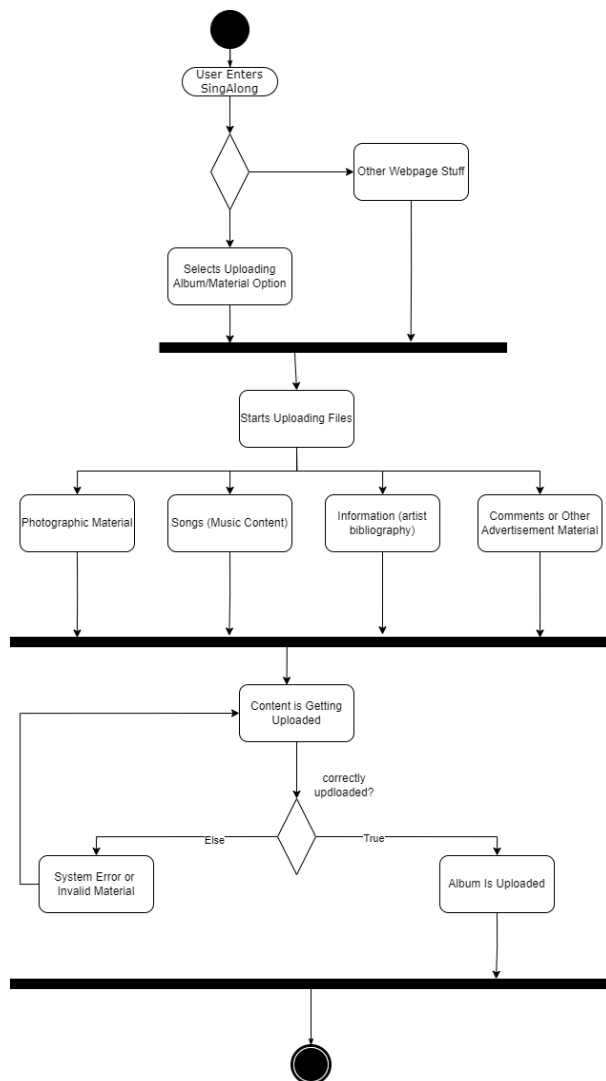 User Enters
SingAlong
Other Webpage Stuff
Selects Uploading
Album/Material Option
Starts Uploading Files
Photographic Material
Songs (Music Content)
Information (artist
bibliography)
Comments or Other
Advertisement Material
Content is Getting
Uploaded
correctly
updloaded?
Else
True
System Error or
Invalid Material
Album Is Uploaded